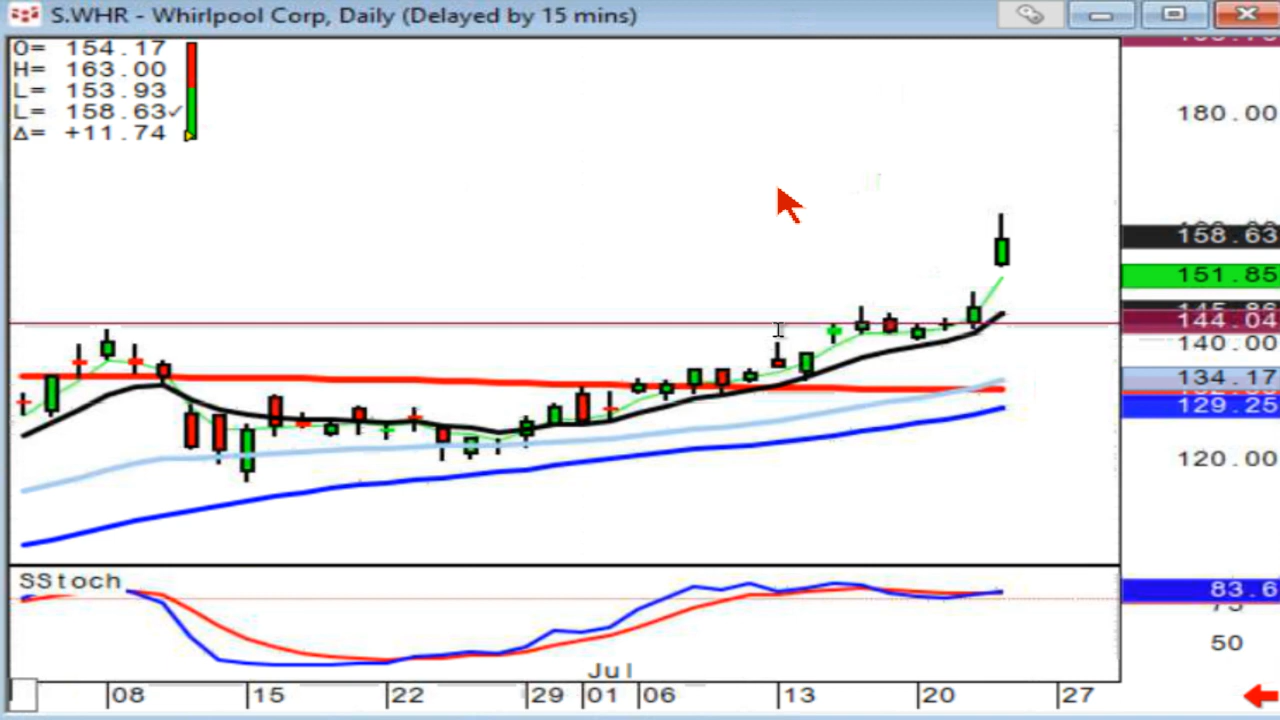 S.WHR - Whirlpool Corp, Daily (Delayed by 15 mins)
O= 154.17
H= 163.00
L= 153.93
L= 158.63✓
Δ= +11.74
180.00
158.63
151.85
144.04
140.00
134.17
129.25
120.00
SStoch
83.6
75
50
Jul
08 15 22 29 01 06 13 20 27